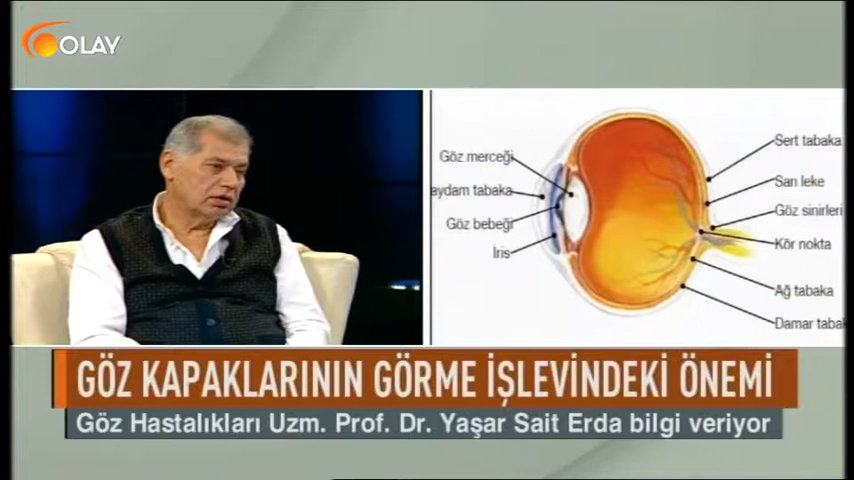 OLAY
Göz merceği
aydam tabaka
Göz bebeği
İris
Sert tabaka
Sarı leke
Göz sinirleri
Kör nokta
Ağ tabaka
Damar tabak
GÖZ KAPAKLARININ GÖRME İŞLEVİNDEKİ ÖNEMİ
Göz Hastalıkları Uzm. Prof. Dr. Yaşar Sait Erda bilgi veriyor